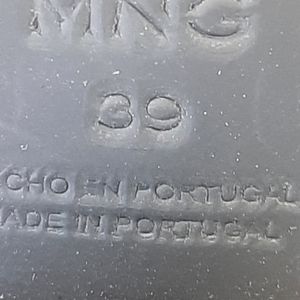 MNG
39
CHO EN PORTUGAL
ADE IN PORTUGAL